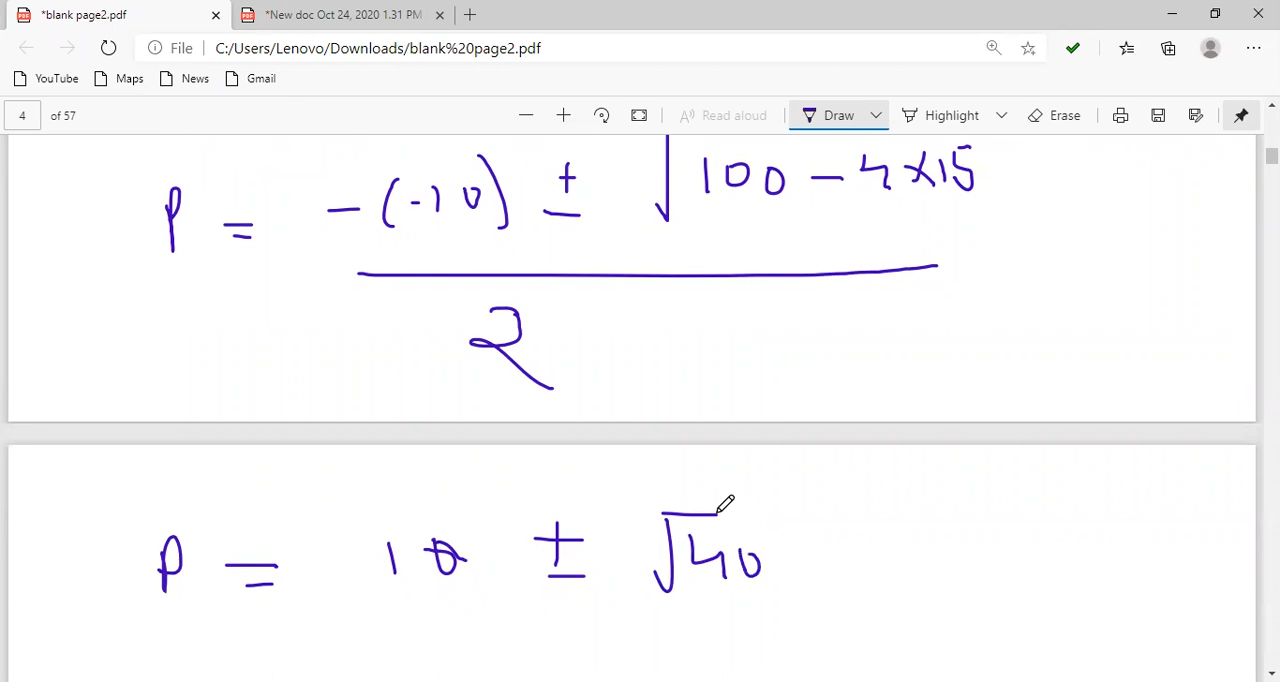 *blank page2.pdf
*New doc Oct 24, 2020 1.31 PM
File C:/Users/Lenovo/Downloads/blank%20page2.pdf
YouTube Maps News Gmail
4 of 57 Read aloud Draw Highlight Erase
P = -(-10) ± √100 - 4×15
2
P = 10 ± √40